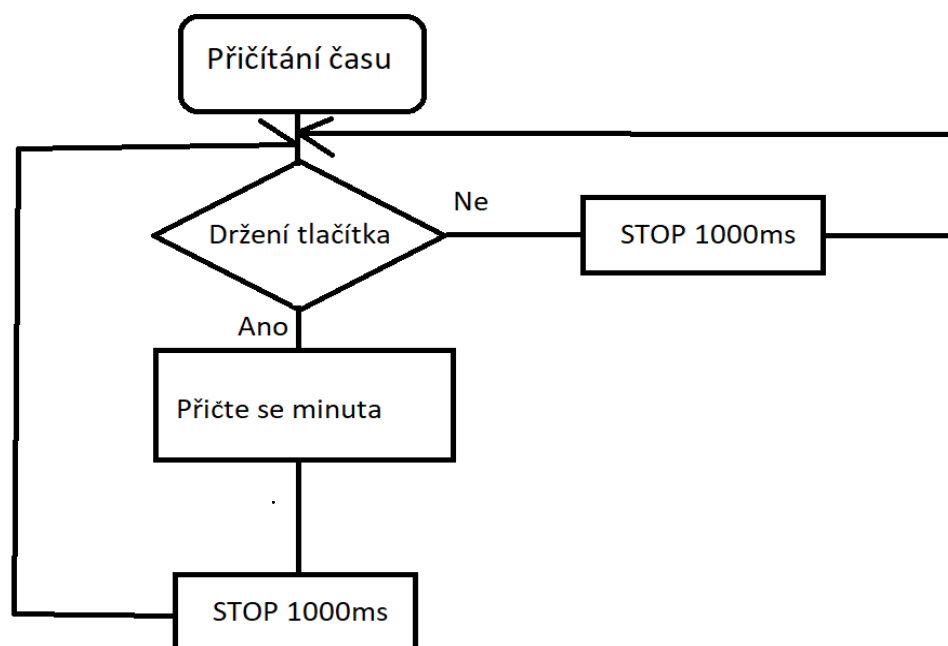 Přičítání času
Držení tlačítka
Ne
STOP 1000ms
Ano
Přičte se minuta
STOP 1000ms